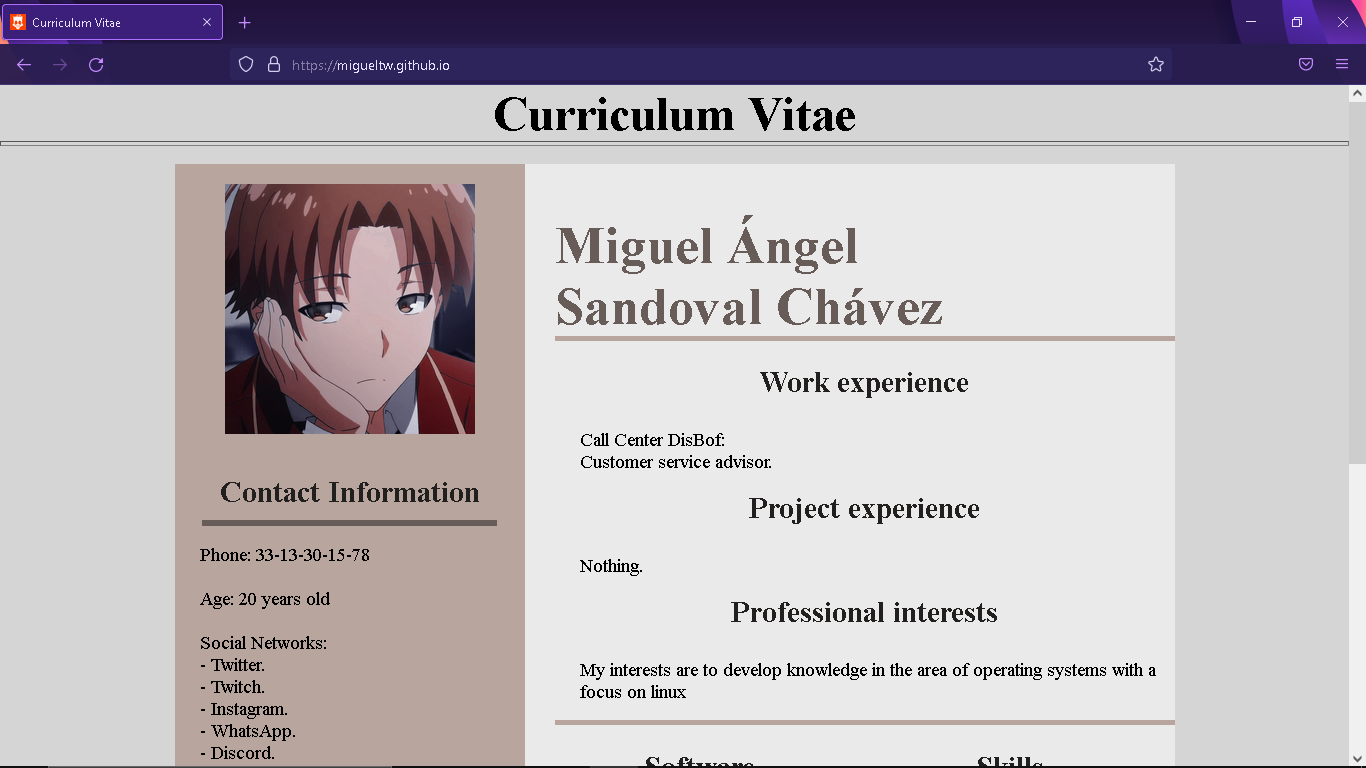 Curriculum Vitae
https://migueltw.github.io
Curriculum Vitae
Miguel Ángel
Sandoval Chávez
Contact Information
Phone: 33-13-30-15-78
Age: 20 years old
Social Networks:
- Twitter.
- Twitch.
- Instagram.
- WhatsApp.
- Discord.
Work experience
Call Center DisBof:
Customer service advisor.
Project experience
Nothing.
Professional interests
My interests are to develop knowledge in the area of operating systems with a
focus on linux
Software
Skills